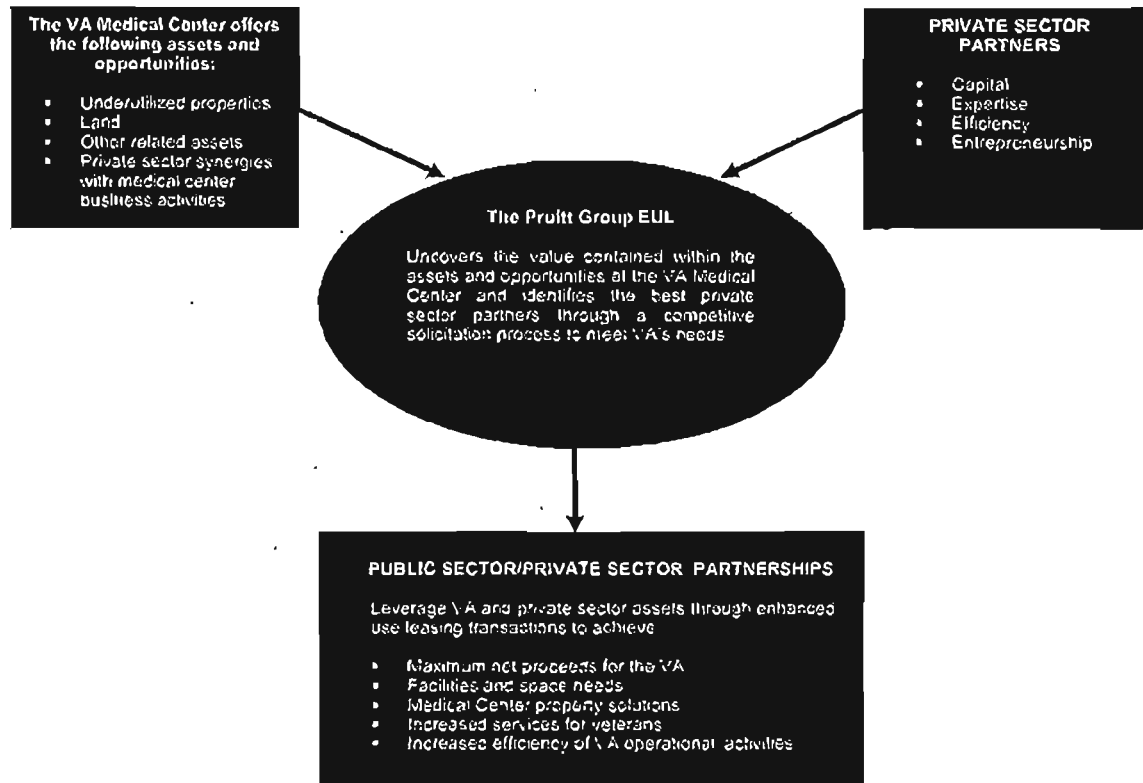 The VA Medical Center offers
the following assets and
opportunities:
• Underutilized properties
• Land
• Other related assets
• Private sector synergies
with medical center
business activities
PRIVATE SECTOR
PARTNERS
• Capital
• Expertise
• Efficiency
• Entrepreneurship
The Pruitt Group EUL
Uncovers the value contained within the
assets and opportunities at the VA Medical
Center and identifies the best private
sector partners through a competitive
solicitation process to meet VA's needs
PUBLIC SECTOR/PRIVATE SECTOR PARTNERSHIPS
Leverage VA and private sector assets through enhanced
use leasing transactions to achieve
• Maximum net proceeds for the VA
• Facilities and space needs
• Medical Center property solutions
• Increased services for veterans
• Increased efficiency of VA operational activities